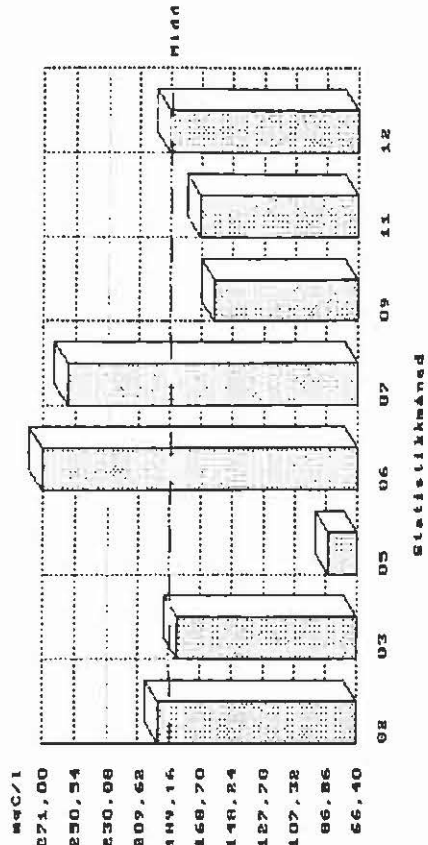 mgC/l
271,00
250,54
230,08
209,62
189,16
168,70
148,24
127,78
107,32
86,86
66,40
Midd
02 03 05 06 07 09 11 12
Statistikkmåned